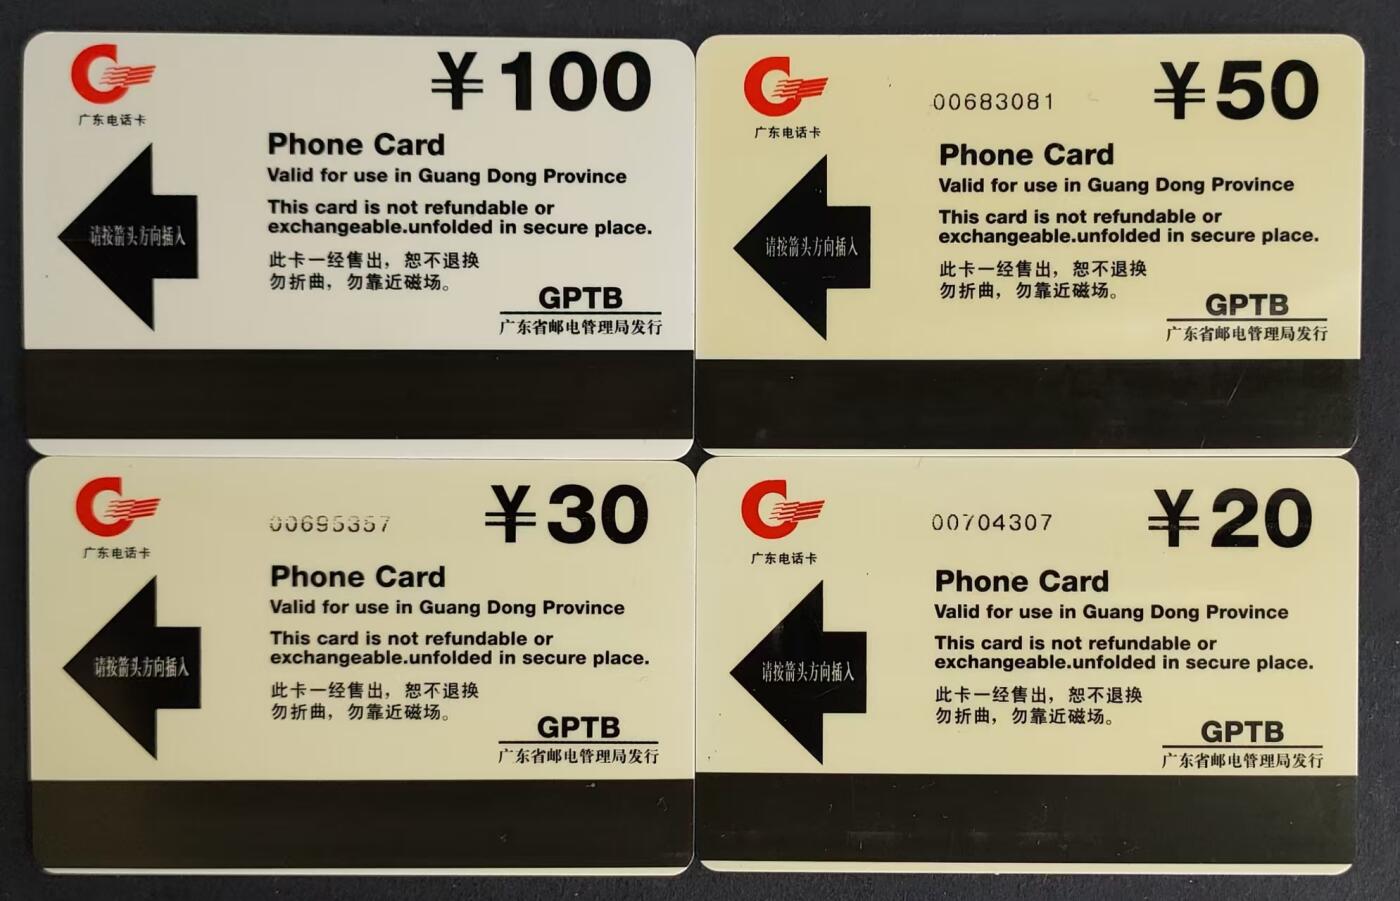 ¥100
广东电话卡
Phone Card
Valid for use in Guang Dong Province
This card is not refundable or
exchangeable.unfolded in secure place.
请按箭头方向插入
此卡一经售出，恕不退换
勿折曲，勿靠近磁场。
GPTB
广东省邮电管理局发行
00683081
¥50
广东电话卡
Phone Card
Valid for use in Guang Dong Province
This card is not refundable or
exchangeable.unfolded in secure place.
请按箭头方向插入
此卡一经售出，恕不退换
勿折曲，勿靠近磁场。
GPTB
广东省邮电管理局发行
00695357
¥30
广东电话卡
Phone Card
Valid for use in Guang Dong Province
This card is not refundable or
exchangeable.unfolded in secure place.
请按箭头方向插入
此卡一经售出，恕不退换
勿折曲，勿靠近磁场。
GPTB
广东省邮电管理局发行
00704307
¥20
广东电话卡
Phone Card
Valid for use in Guang Dong Province
This card is not refundable or
exchangeable.unfolded in secure place.
请按箭头方向插入
此卡一经售出，恕不退换
勿折曲，勿靠近磁场。
GPTB
广东省邮电管理局发行